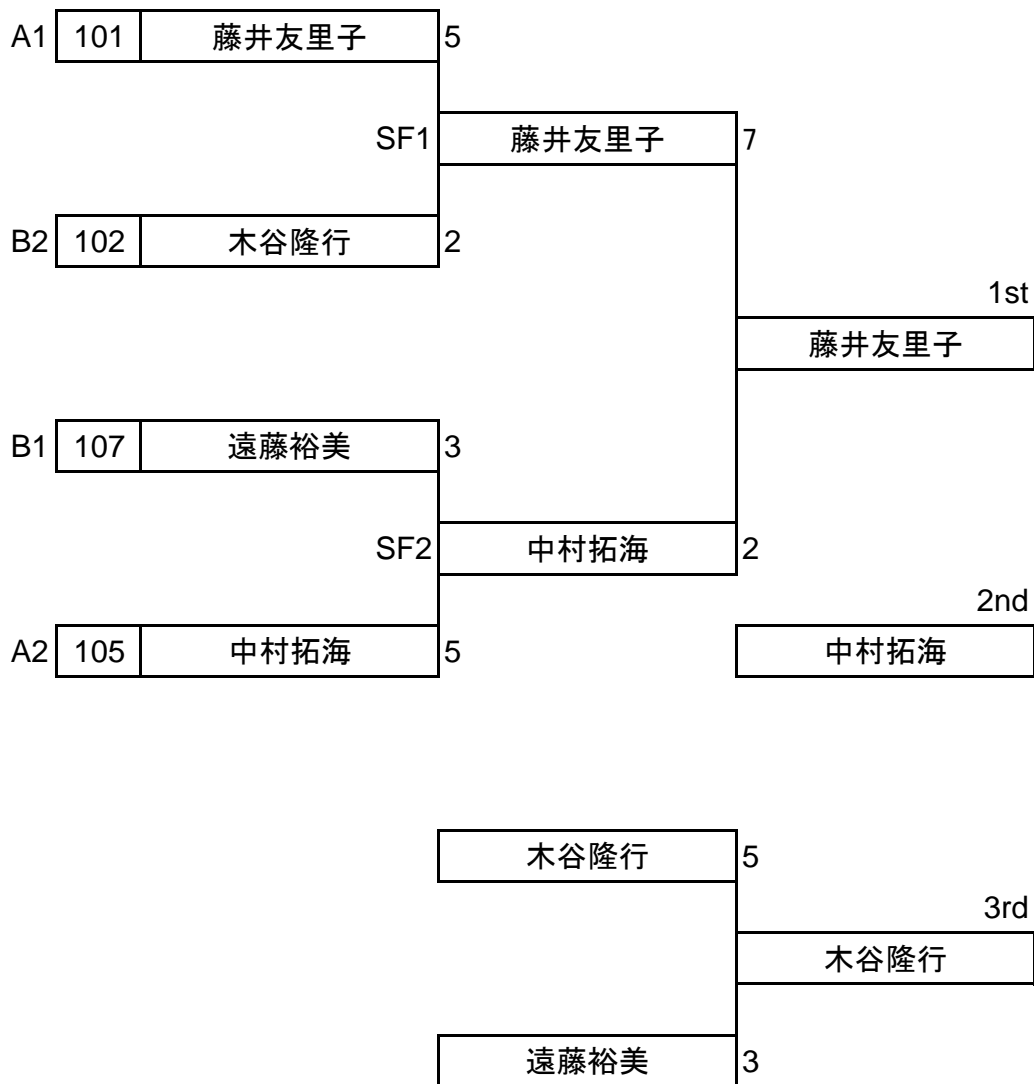 A1 101 藤井友里子 5
SF1 藤井友里子 7
B2 102 木谷隆行 2
1st
藤井友里子
B1 107 遠藤裕美 3
SF2 中村拓海 2
2nd
A2 105 中村拓海 5 中村拓海
木谷隆行 5
3rd
木谷隆行
遠藤裕美 3